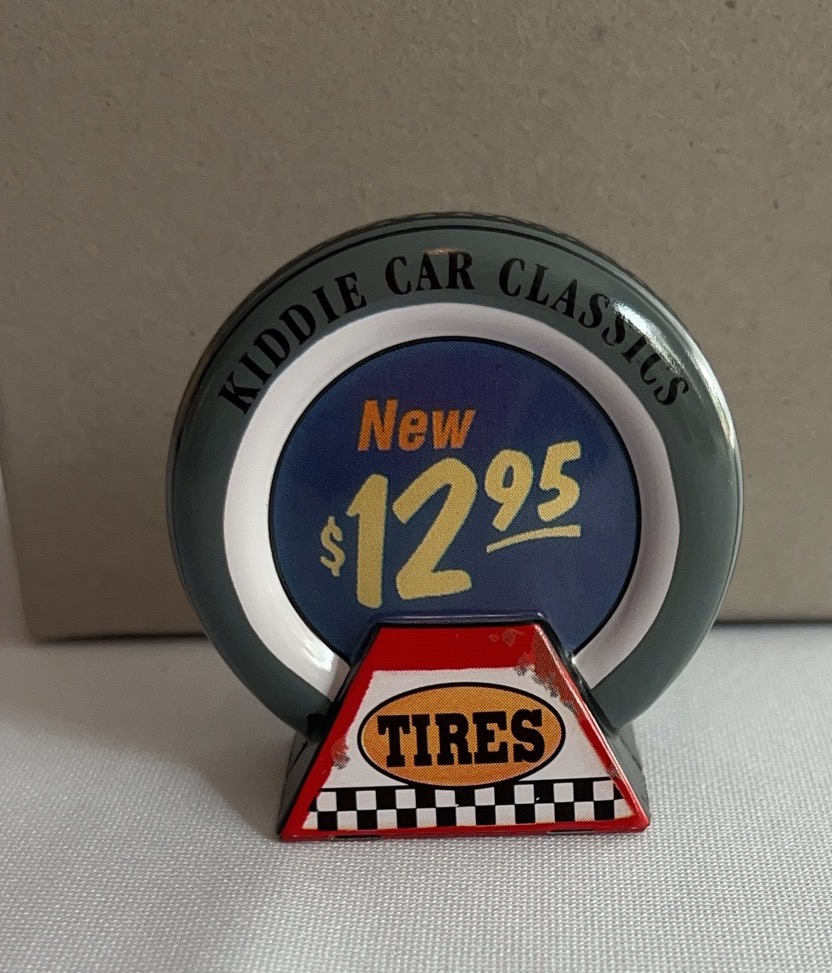 KIDDIE CAR CLASSICS
New
$12 95
TIRES